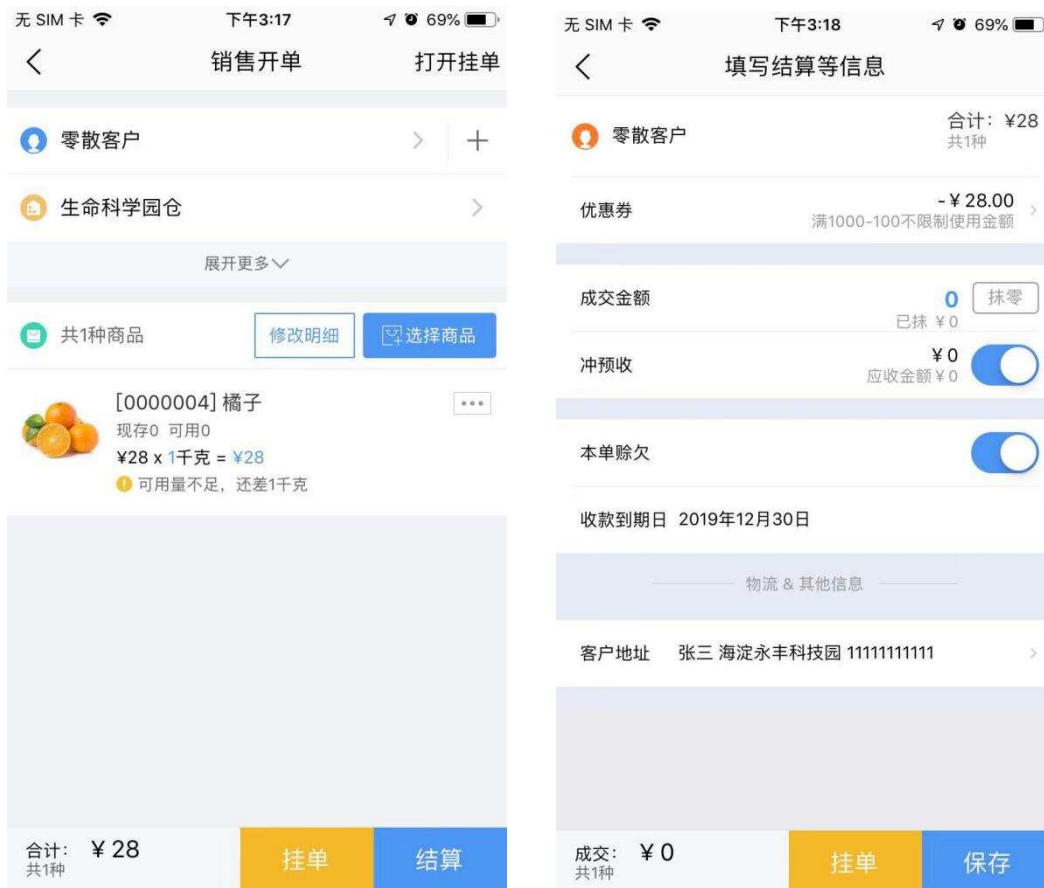 无 SIM 卡 下午3:17 69%
销售开单 打开挂单
零散客户
生命科学园仓
展开更多
共1种商品 修改明细 选择商品
[0000004] 橘子
现存0 可用0
¥28 x 1千克 = ¥28
可用量不足，还差1千克
合计： ¥28 挂单 结算
共1种
无 SIM 卡 下午3:18 69%
填写结算等信息
零散客户 合计：¥28
共1种
优惠券 -¥28.00
满1000-100不限制使用金额
成交金额 0 抹零
已抹 ¥0
冲预收 ¥0
应收金额¥0
本单赊欠
收款到期日 2019年12月30日
物流 & 其他信息
客户地址 张三 海淀永丰科技园 11111111111
成交： ¥0 挂单 保存
共1种